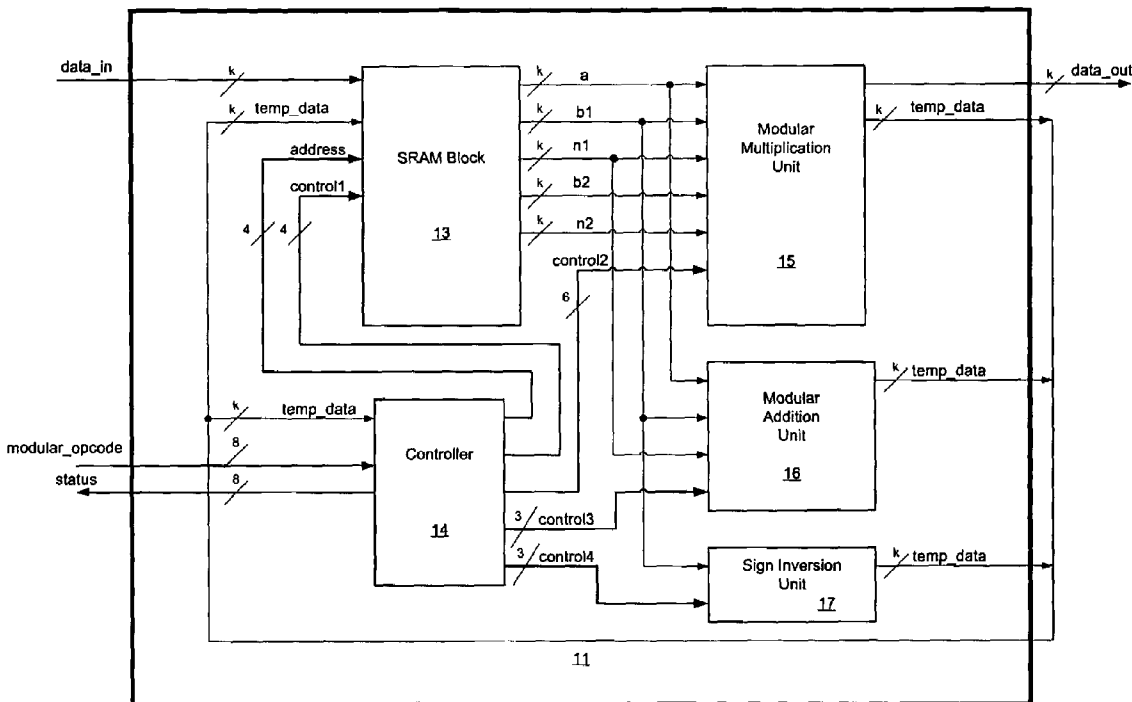 data_in
k
k
temp_data
address
control1
4
4
SRAM Block
13
k
a
k
b1
k
n1
k
b2
k
n2
control2
6
Modular
Multiplication
Unit
15
k
data_out
k
temp_data
k
temp_data
modular_opcode
8
status
8
Controller
14
3
control3
3
control4
Modular
Addition
Unit
16
k
temp_data
Sign Inversion
Unit
17
k
temp_data
11